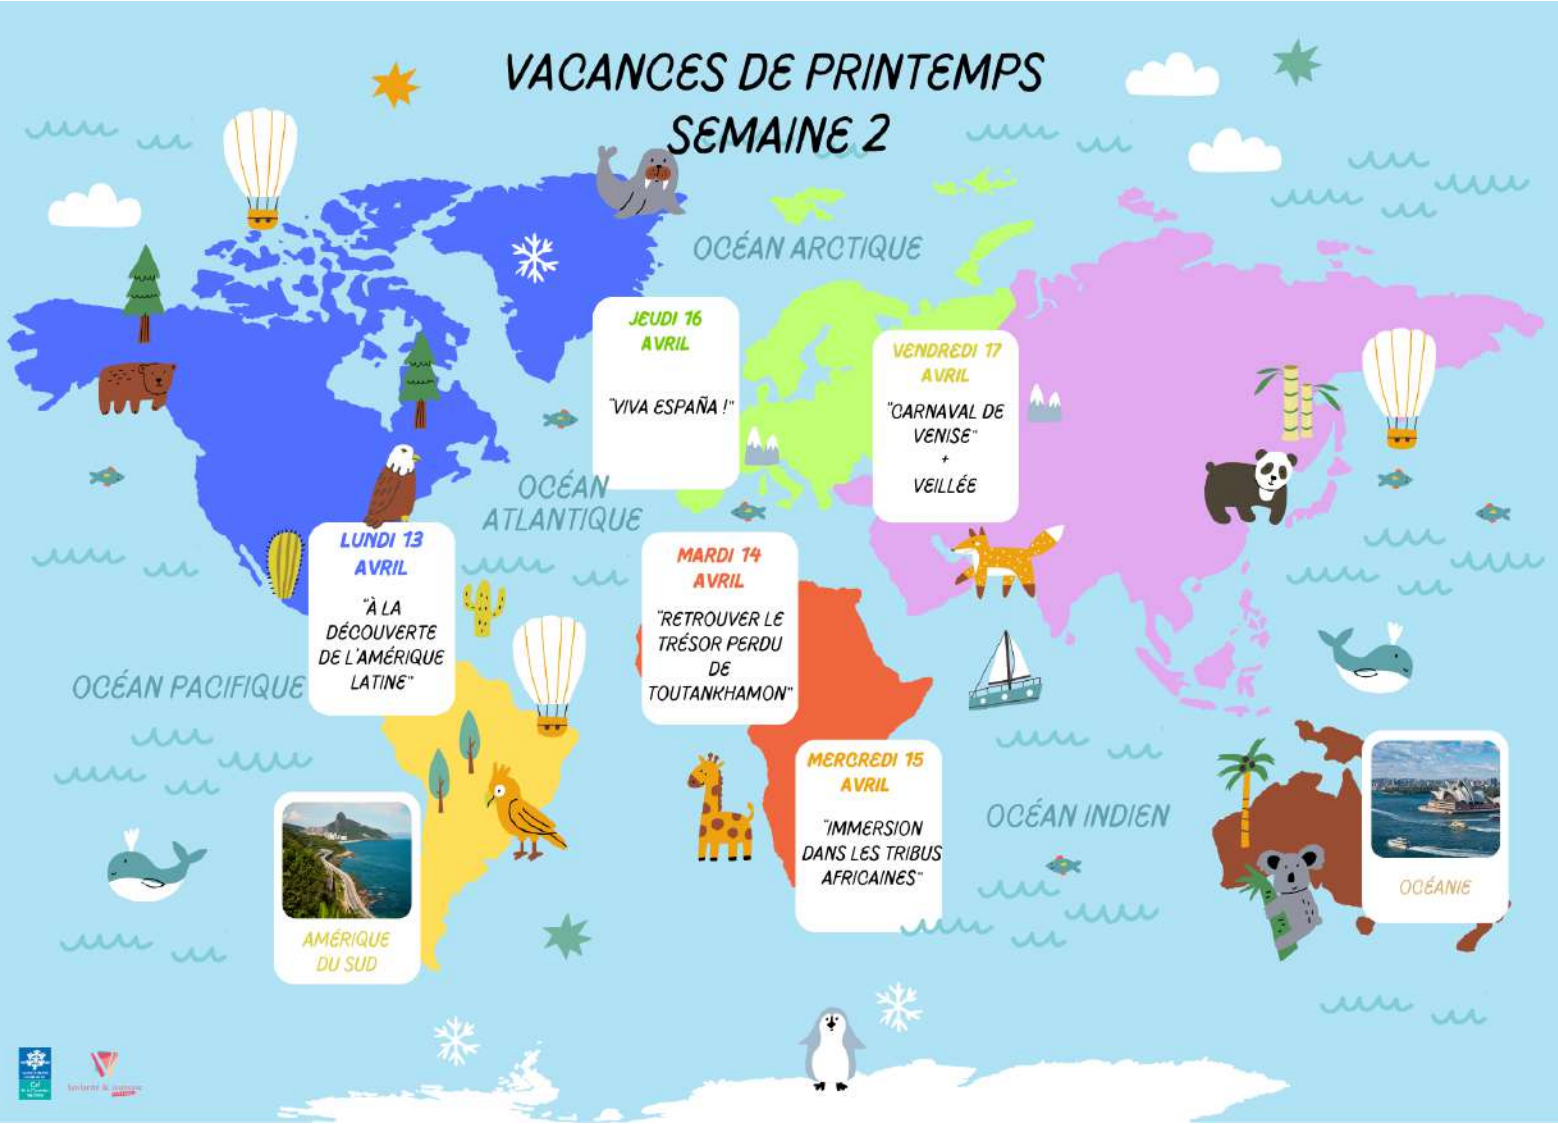 VACANCES DE PRINTEMPS
SEMAINE 2
OCÉAN ARCTIQUE
JEUDI 16
AVRIL
"VIVA ESPAÑA !"
VENDREDI 17
AVRIL
"CARNAVAL DE
VENISE"
+
VEILLÉE
OCÉAN
ATLANTIQUE
LUNDI 13
AVRIL
"À LA
DÉCOUVERTE
DE L'AMÉRIQUE
LATINE"
MARDI 14
AVRIL
"RETROUVER LE
TRÉSOR PERDU
DE
TOUTANKHAMON"
OCÉAN PACIFIQUE
MERCREDI 15
AVRIL
"IMMERSION
DANS LES TRIBUS
AFRICAINES"
OCÉAN INDIEN
OCÉANIE
AMÉRIQUE
DU SUD
Caf